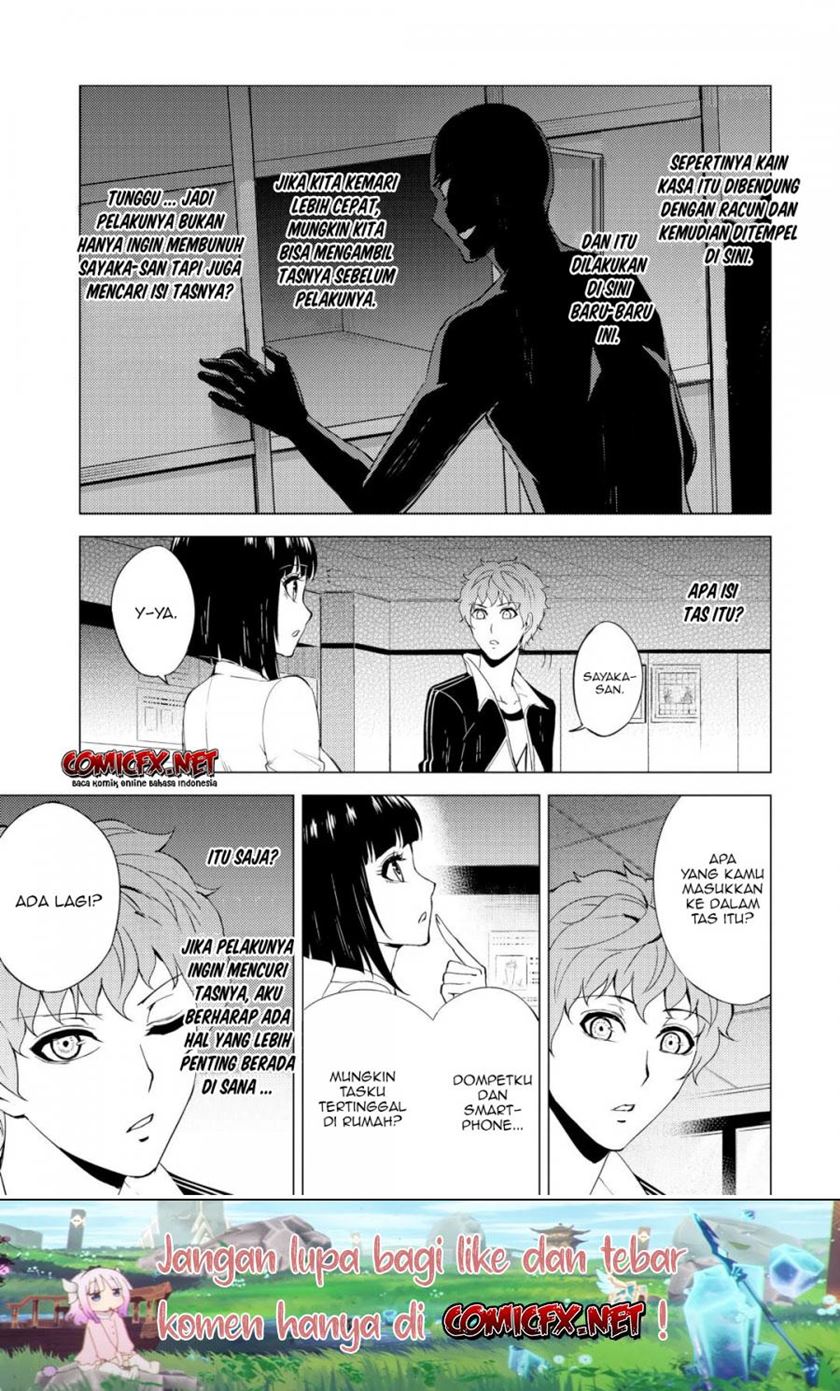 SEPERTINYA KAIN
KASA ITU DIBENDUNG
DENGAN RACUN DAN
KEMUDIAN DITEMPEL
DI SINI.
DAN ITU
DILAKUKAN
DI SINI
BARU-BARU
INI.
JIKA KITA KEMARI
LEBIH CEPAT,
MUNGKIN KITA
BISA MENGAMBIL
TASNYA SEBELUM
PELAKUNYA.
TUNGGU ... JADI
PELAKUNYA BUKAN
HANYA INGIN MEMBUNUH
SAYAKA-SAN TAPI JUGA
MENCARI ISI TASNYA?
APA ISI
TAS ITU?
SAYAKA-
SAN.
Y-YA.
COMICFX.NET
Baca Komik Online Bahasa Indonesia
APA
YANG KAMU
MASUKKAN
KE DALAM
TAS ITU?
DOMPETKU
DAN
SMART-
PHONE...
MUNGKIN
TASKU
TERTINGGAL
DI RUMAH?
ITU SAJA?
JIKA PELAKUNYA
INGIN MENCURI
TASNYA, AKU
BERHARAP ADA
HAL YANG LEBIH
PENTING BERADA
DI SANA ...
ADA LAGI?
Jangan lupa bagi like dan tebar
komen hanya di COMICFX.NET !